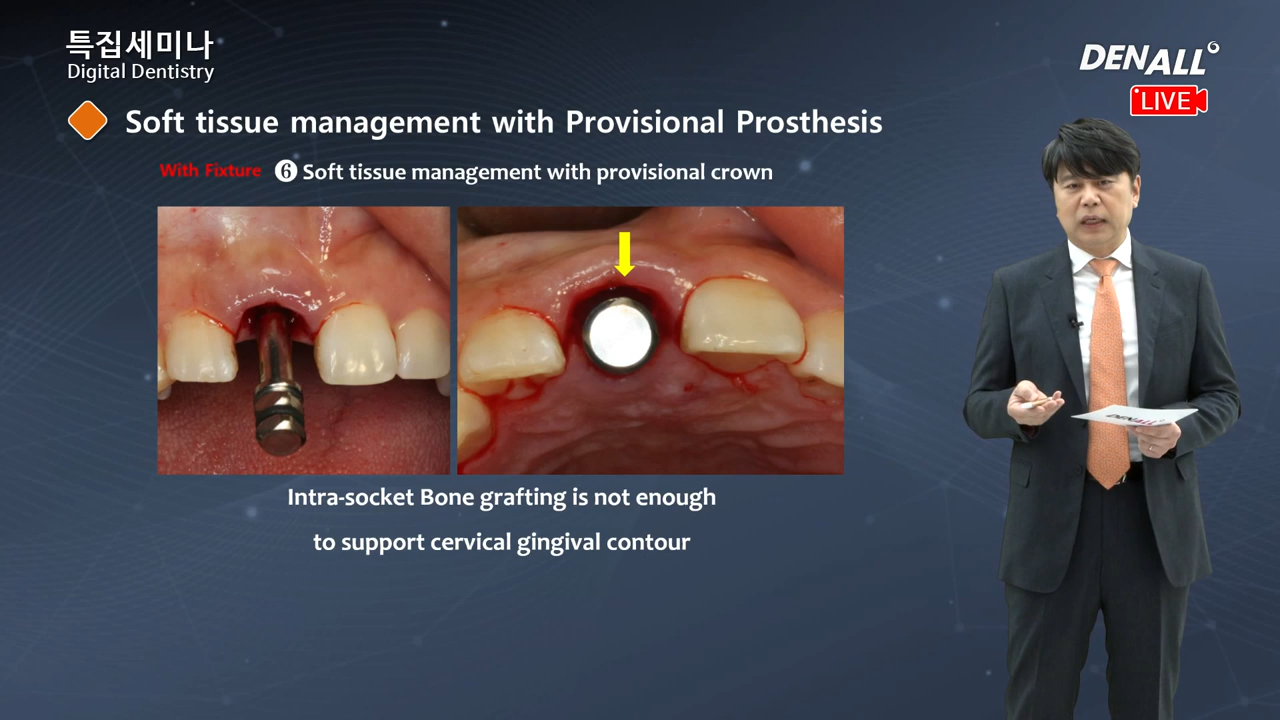 특집세미나
Digital Dentistry
DENALL
LIVE
Soft tissue management with Provisional Prosthesis
With Fixture ❻ Soft tissue management with provisional crown
Intra-socket Bone grafting is not enough
to support cervical gingival contour
DENALL